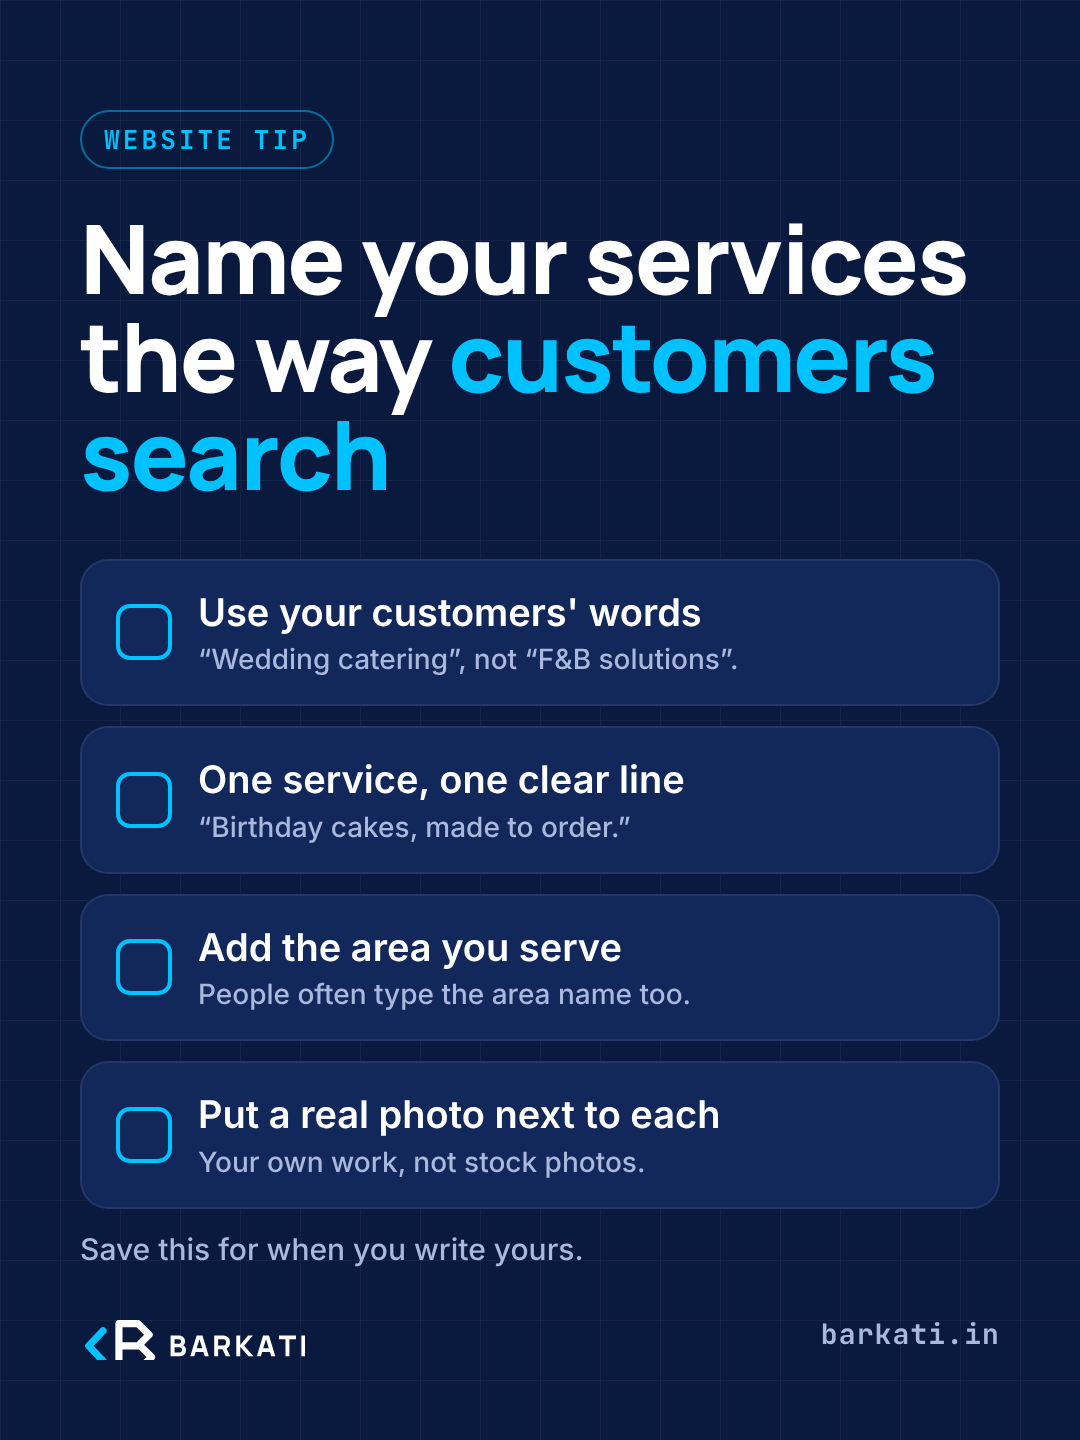 WEBSITE TIP
Name your services
the way customers
search
Use your customers' words
“Wedding catering”, not “F&B solutions”.
One service, one clear line
“Birthday cakes, made to order.”
Add the area you serve
People often type the area name too.
Put a real photo next to each
Your own work, not stock photos.
Save this for when you write yours.
BARKATI
barkati.in